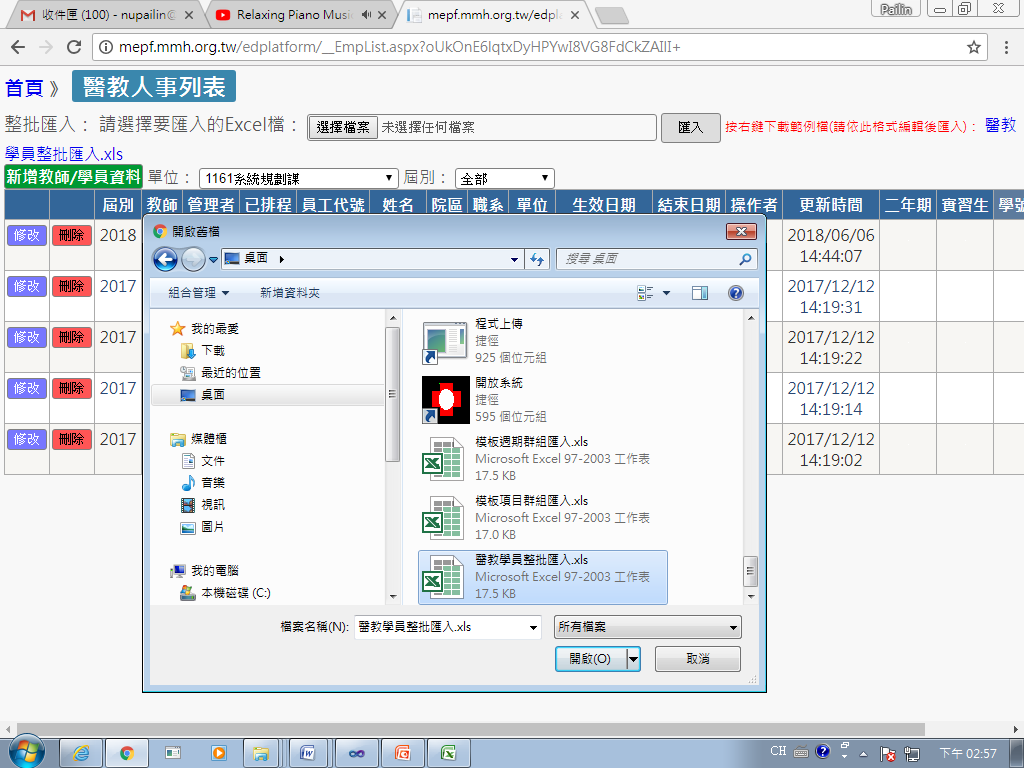 收件匣 (100) - nupailin@
Relaxing Piano Music
mepf.mmh.org.tw/edpla
Pailin
mepf.mmh.org.tw/edplatform/__EmpList.aspx?oUkOnE6IqtxDyHPYwI8VG8FdCkZAIlI+
首頁 》 醫教人事列表
整批匯入： 請選擇要匯入的Excel檔： 選擇檔案 未選擇任何檔案 匯入 按右鍵下載範例檔(請依此格式編輯後匯入)： 醫教
學員整批匯入.xls
新增教師/學員資料 單位： 1161系統規劃課 屆別： 全部
屆別 教師 管理者 已排程 員工代號 姓名 院區 職系 單位 生效日期 結束日期 操作者 更新時間 二年期 實習生 學號
修改 刪除 2018 2018/06/06
14:44:07
修改 刪除 2017 2017/12/12
14:19:31
修改 刪除 2017 2017/12/12
14:19:22
修改 刪除 2017 2017/12/12
14:19:14
修改 刪除 2017 2017/12/12
14:19:02
開啟舊檔
桌面
搜尋 桌面
組合管理 新增資料夾
我的最愛
下載
最近的位置
桌面
媒體櫃
文件
音樂
視訊
圖片
我的電腦
本機磁碟 (C:)
程式上傳
捷徑
925 個位元組
開放系統
捷徑
595 個位元組
模板週期群組匯入.xls
Microsoft Excel 97-2003 工作表
17.5 KB
模板項目群組匯入.xls
Microsoft Excel 97-2003 工作表
17.0 KB
醫教學員整批匯入.xls
Microsoft Excel 97-2003 工作表
17.5 KB
檔案名稱(N): 醫教學員整批匯入.xls 所有檔案
開啟(O) 取消
CH 下午 02:57